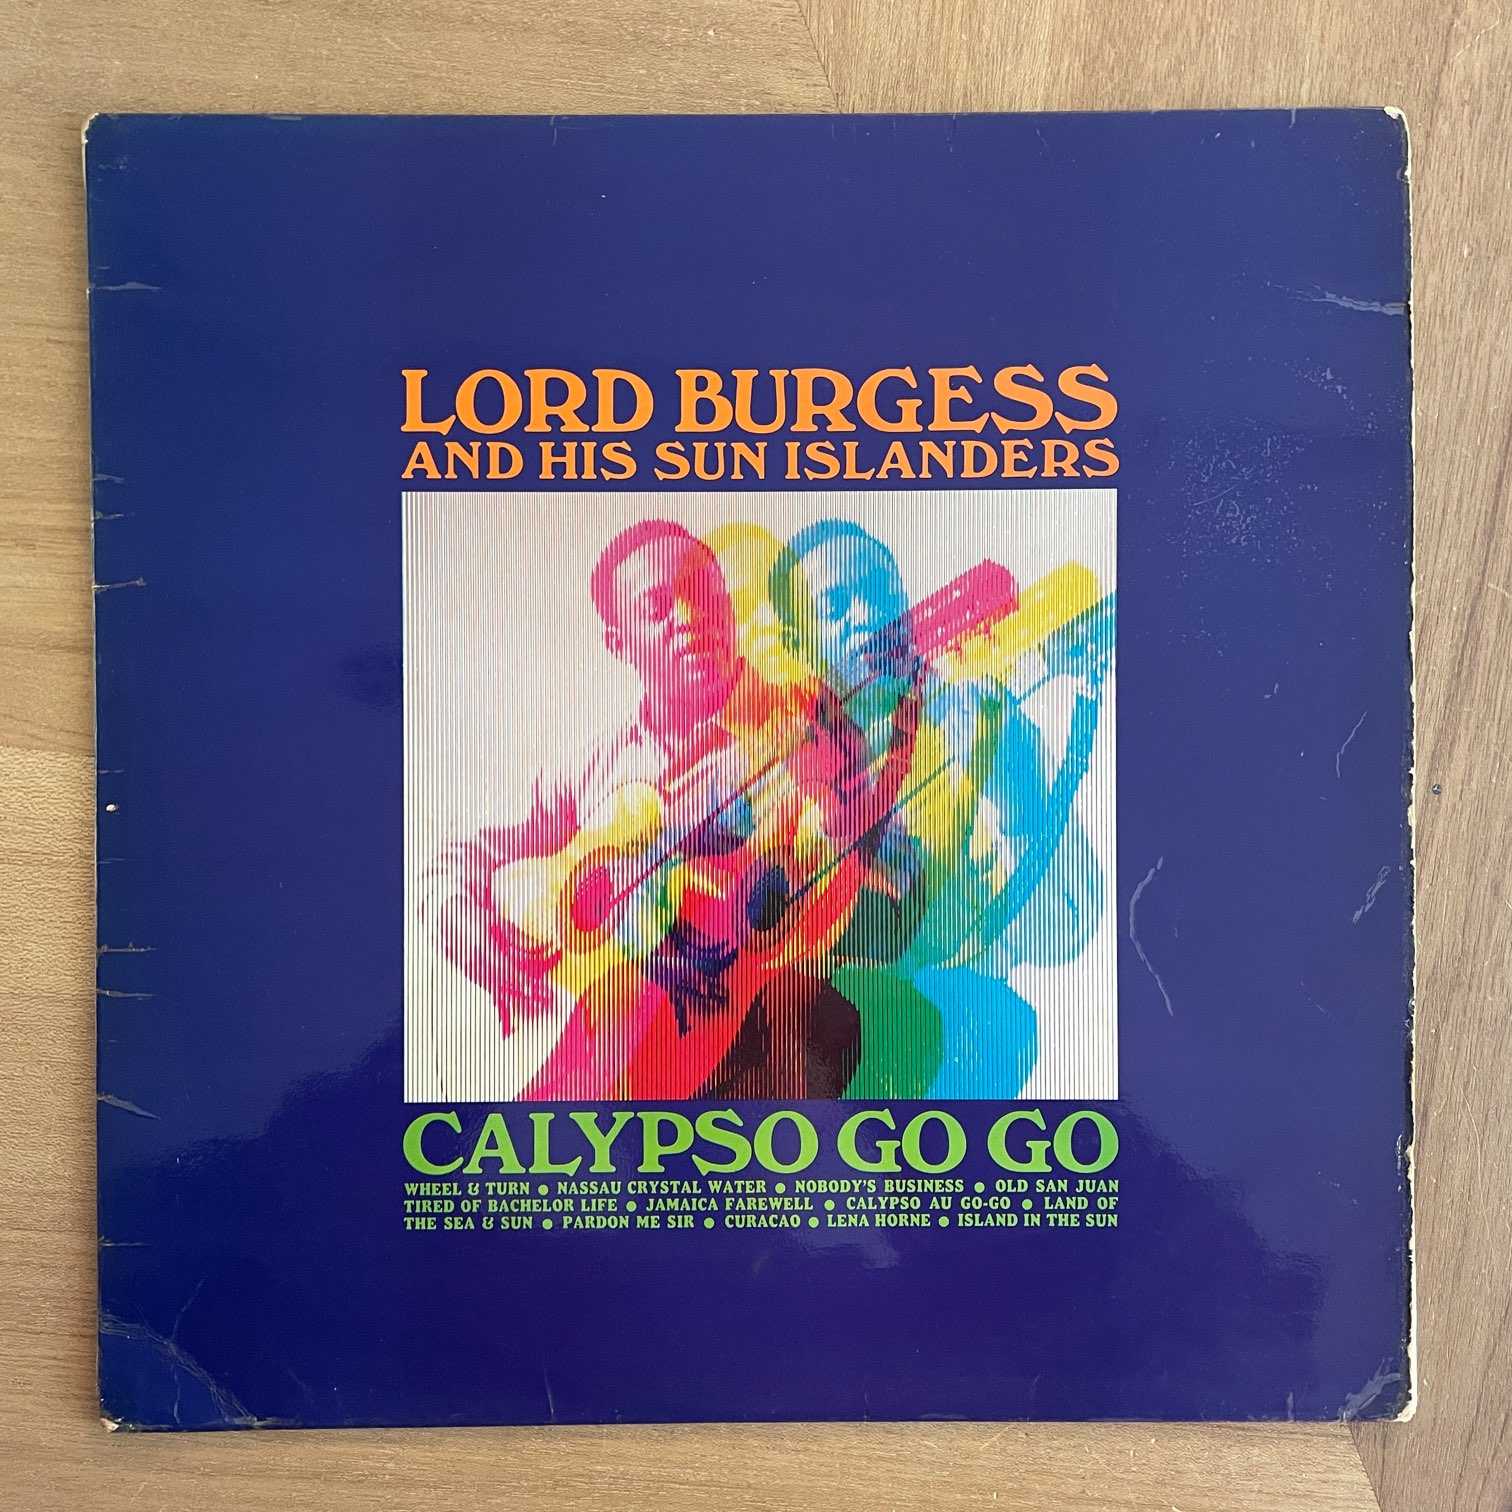 LORD BURGESS
AND HIS SUN ISLANDERS
CALYPSO GO GO
WHEEL & TURN ● NASSAU CRYSTAL WATER ● NOBODY'S BUSINESS ● OLD SAN JUAN
TIRED OF BACHELOR LIFE ● JAMAICA FAREWELL ● CALYPSO AU GO-GO ● LAND OF
THE SEA & SUN ● PARDON ME SIR ● CURACAO ● LENA HORNE ● ISLAND IN THE SUN